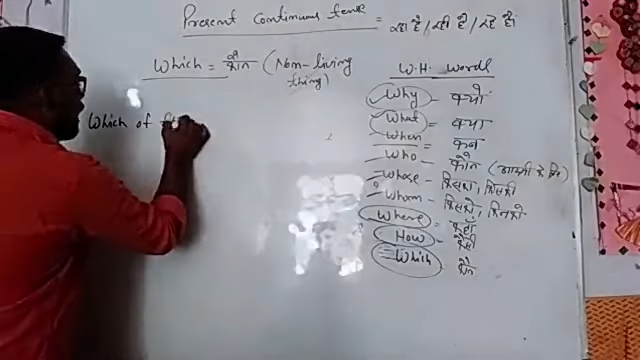 Present Continuous tense = रहा है / रही है / रहे हैं
Which = कौन (Non-living
thing)
Which of
W.H. Word
Why - क्यों
What = क्या
When = कब
Who - कौन (आदमी के लिए)
Whose - किसका, किसकी
Whom - किसको, किनको
Where = कहाँ
How = कैसे
Which - कौन